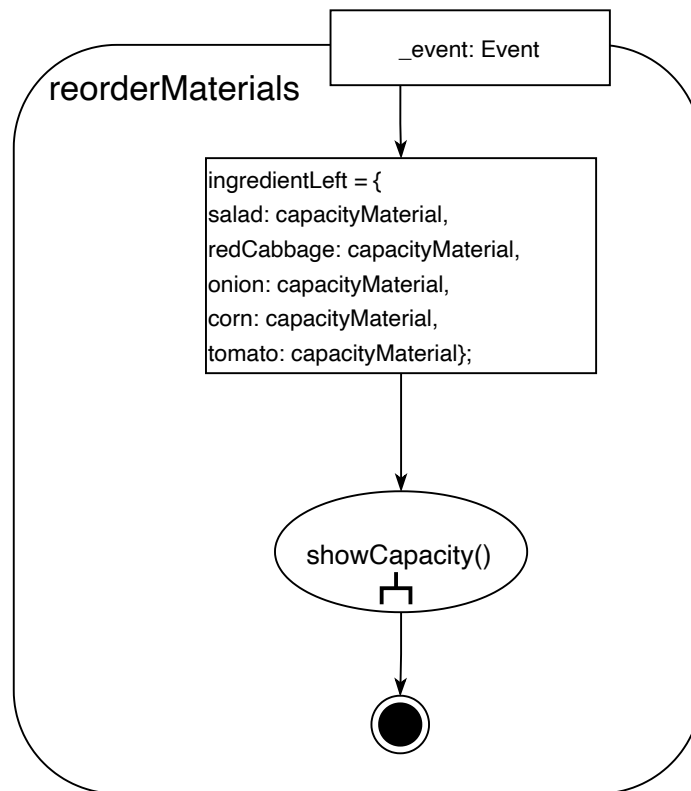 _event: Event
reorderMaterials
ingredientLeft = {
salad: capacityMaterial,
redCabbage: capacityMaterial,
onion: capacityMaterial,
corn: capacityMaterial,
tomato: capacityMaterial};
showCapacity()